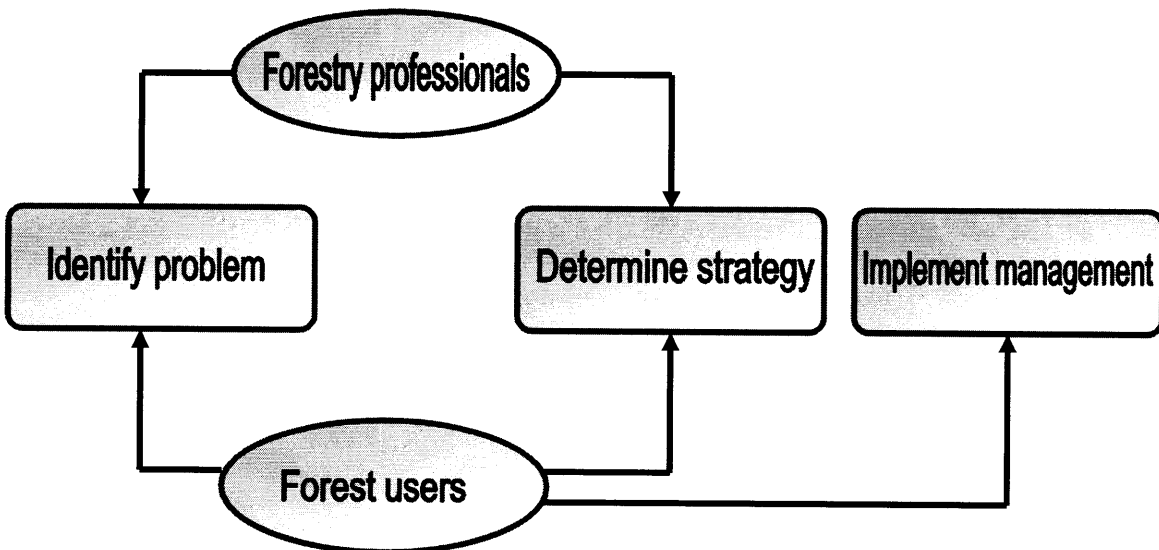 Forestry professionals
Identify problem
Determine strategy
Implement management
Forest users